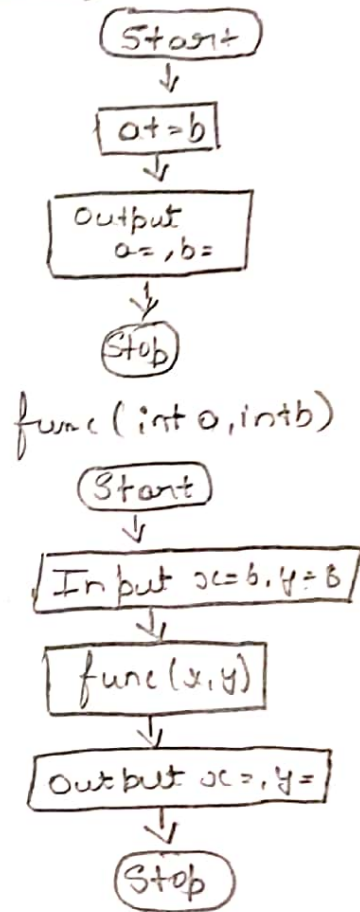 Start
a+=b
Output
a=, b=
Stop
func(int a, int b)
Start
Input x=6, y=8
func(x, y)
Output x=, y=
Stop